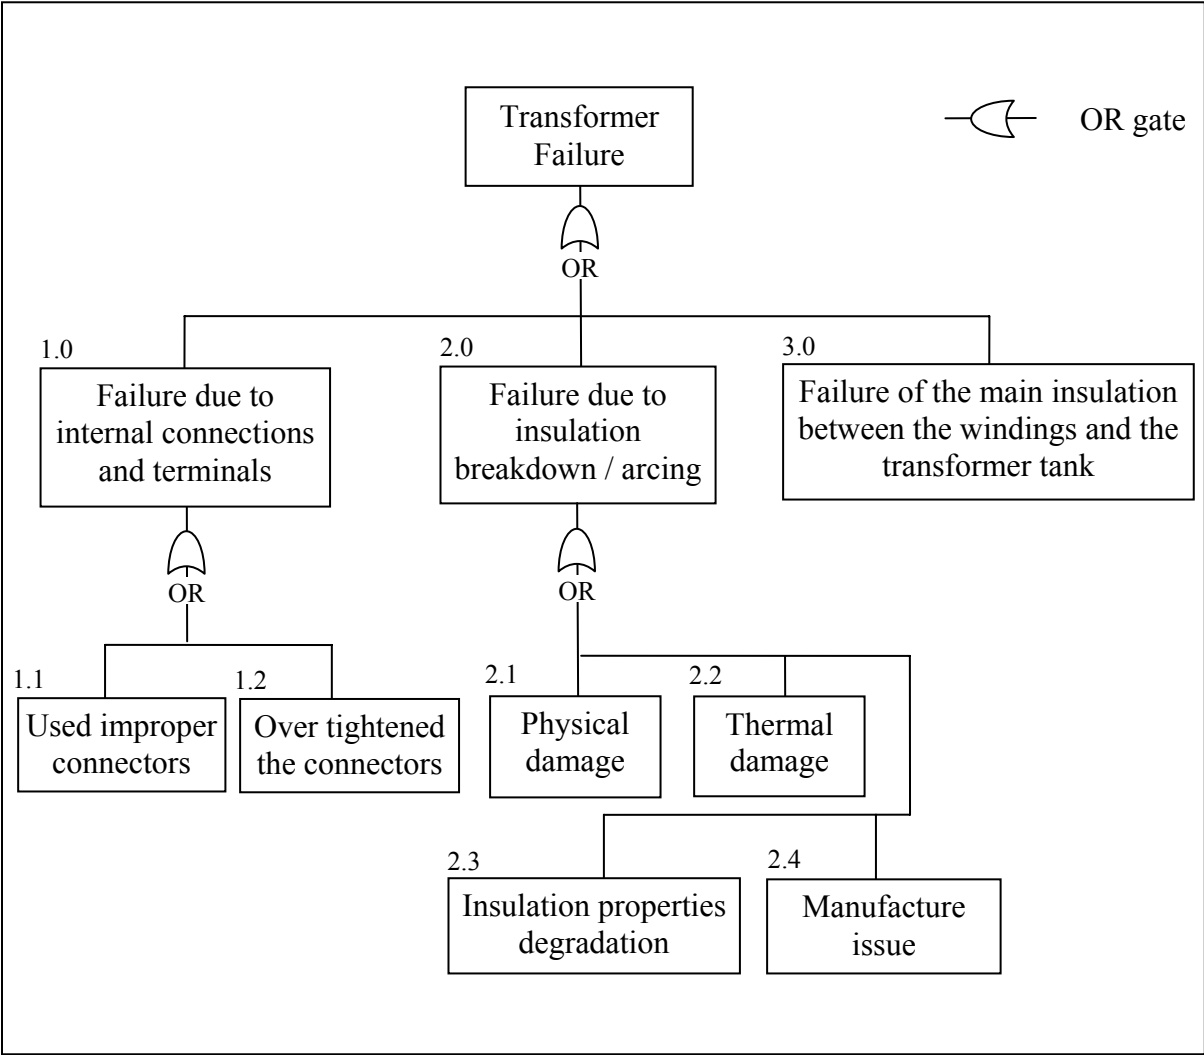 Transformer
Failure
OR gate
OR
1.0
Failure due to
internal connections
and terminals
2.0
Failure due to
insulation
breakdown / arcing
3.0
Failure of the main insulation
between the windings and the
transformer tank
OR
OR
1.1
Used improper
connectors
1.2
Over tightened
the connectors
2.1
Physical
damage
2.2
Thermal
damage
2.3
Insulation properties
degradation
2.4
Manufacture
issue